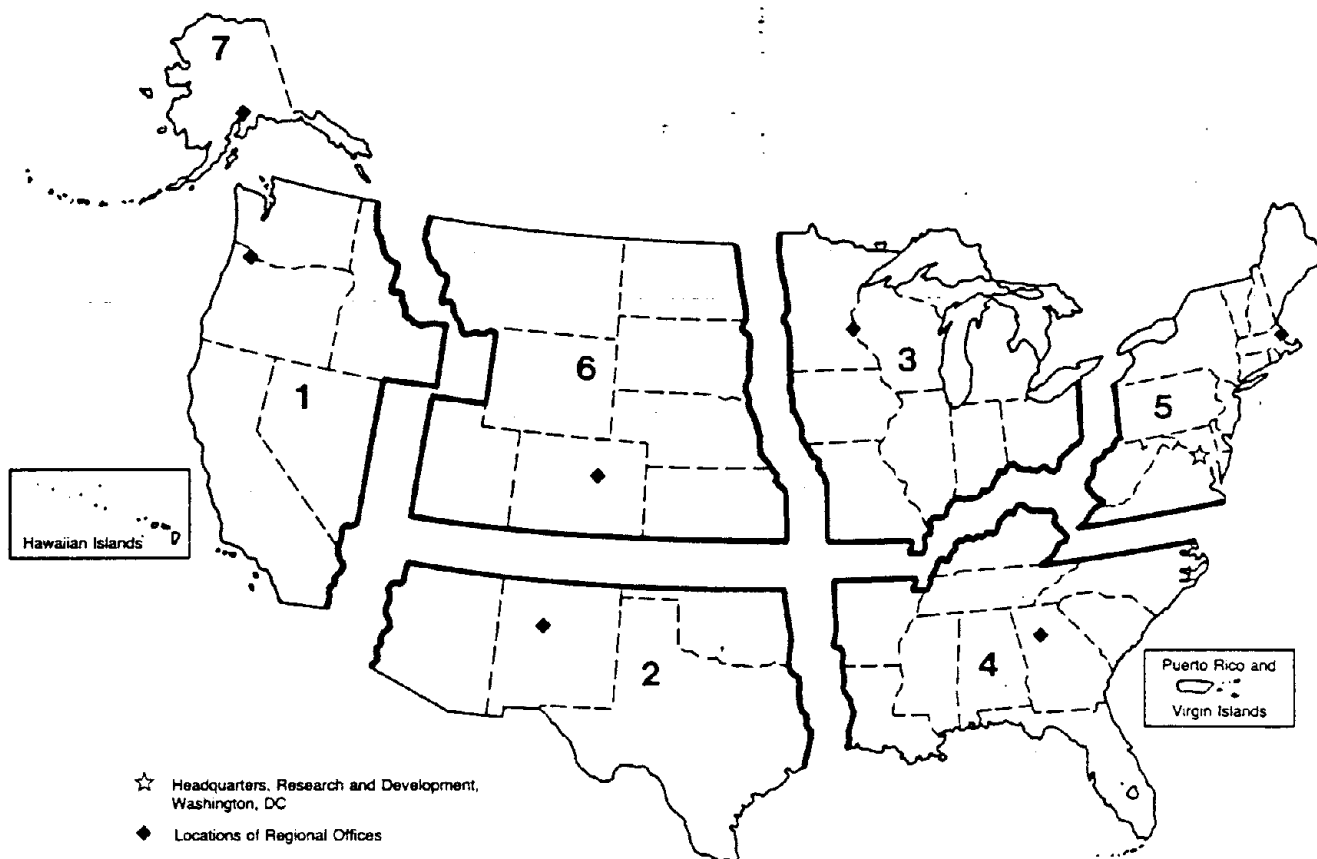 7
6
3
1
5
Hawaiian Islands
2
4
Puerto Rico and
Virgin Islands
Headquarters, Research and Development,
Washington, DC
Locations of Regional Offices